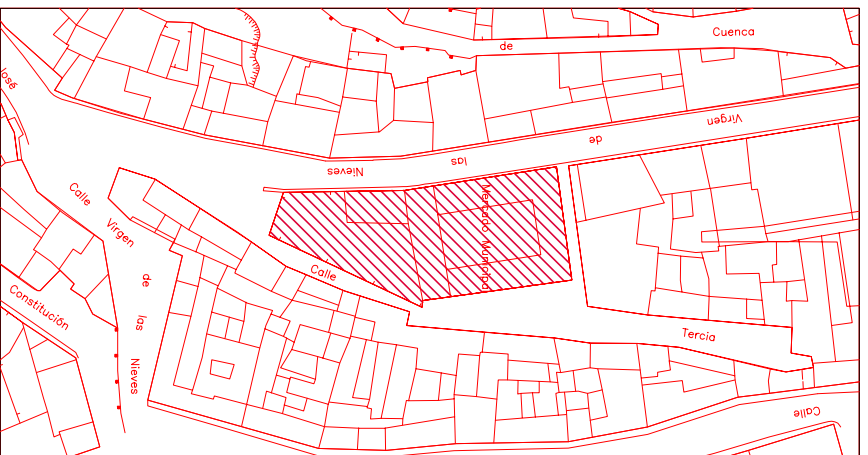 de Cuenca
José
Virgen de las Nieves
Calle Virgen de las Nieves
Mercado Municipal
Calle Tercia
Constitución
Calle